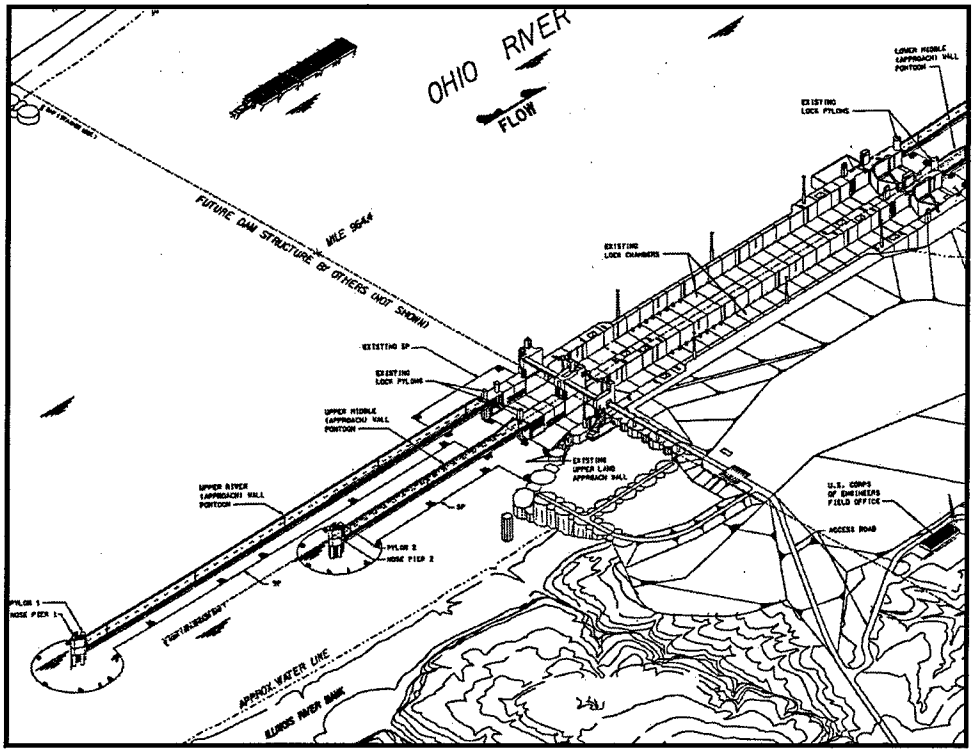 OHIO RIVER
FLOW
LOWER MIDDLE
(APPROACH) WALL
PONTOON
EXISTING
LOCK PYLONS
FUTURE DAM STRUCTURE BY OTHERS (NOT SHOWN)
MILE 964.4
EXISTING
LOCK CHAMBERS
EXISTING SP
EXISTING
LOCK PYLONS
UPPER MIDDLE
(APPROACH) WALL
PONTOON
EXISTING
UPPER LAND
APPROACH WALL
UPPER RIVER
(APPROACH) WALL
PONTOON
U.S. CORPS
OF ENGINEERS
FIELD OFFICE
ACCESS ROAD
SP
PYLON 2
NOSE PIER 2
SP
PYLON 1
NOSE PIER 1
APPROX. WATER LINE
ILLINOIS RIVER BANK